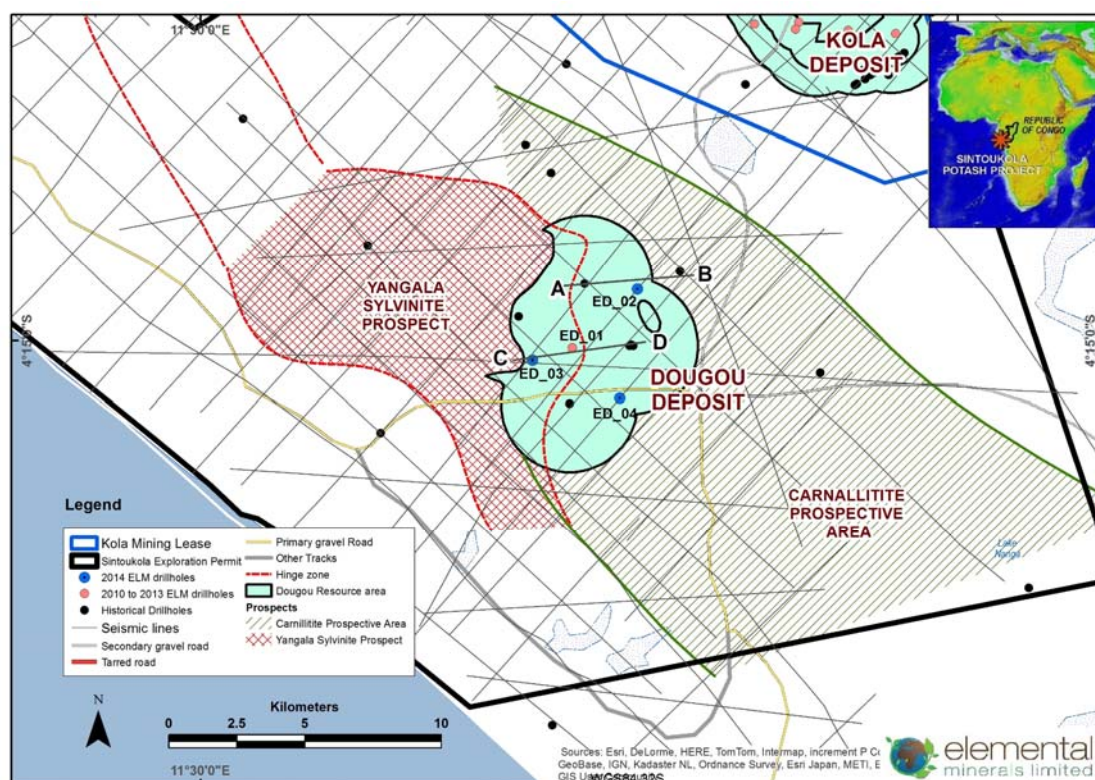 11°30'0"E
KOLA
DEPOSIT
REPUBLIC
OF CONGO
SINTOUKOLA
POTASH PROJECT
YANGALA
SYLVINITE
PROSPECT
A
B
ED_02
ED_01
C
D
ED_03
ED_04
DOUGOU
DEPOSIT
4°15'0"S
4°15'0"S
CARNALLITITE
PROSPECTIVE
AREA
Lake
Nanga
Legend
Kola Mining Lease
Sintoukola Exploration Permit
2014 ELM drillholes
2010 to 2013 ELM drillholes
Historical Drillholes
Seismic lines
Secondary gravel road
Tarred road
Primary gravel Road
Other Tracks
Hinge zone
Dougou Resource area
Prospects
Carnillitite Prospective Area
Yangala Sylvinite Prospect
N
Kilometers
0 2.5 5 10
Sources: Esri, DeLorme, HERE, TomTom, Intermap, increment P
GeoBase, IGN, Kadaster NL, Ordnance Survey, Esri Japan, METI,
GIS User
11°30'0"E
elemental
minerals limited